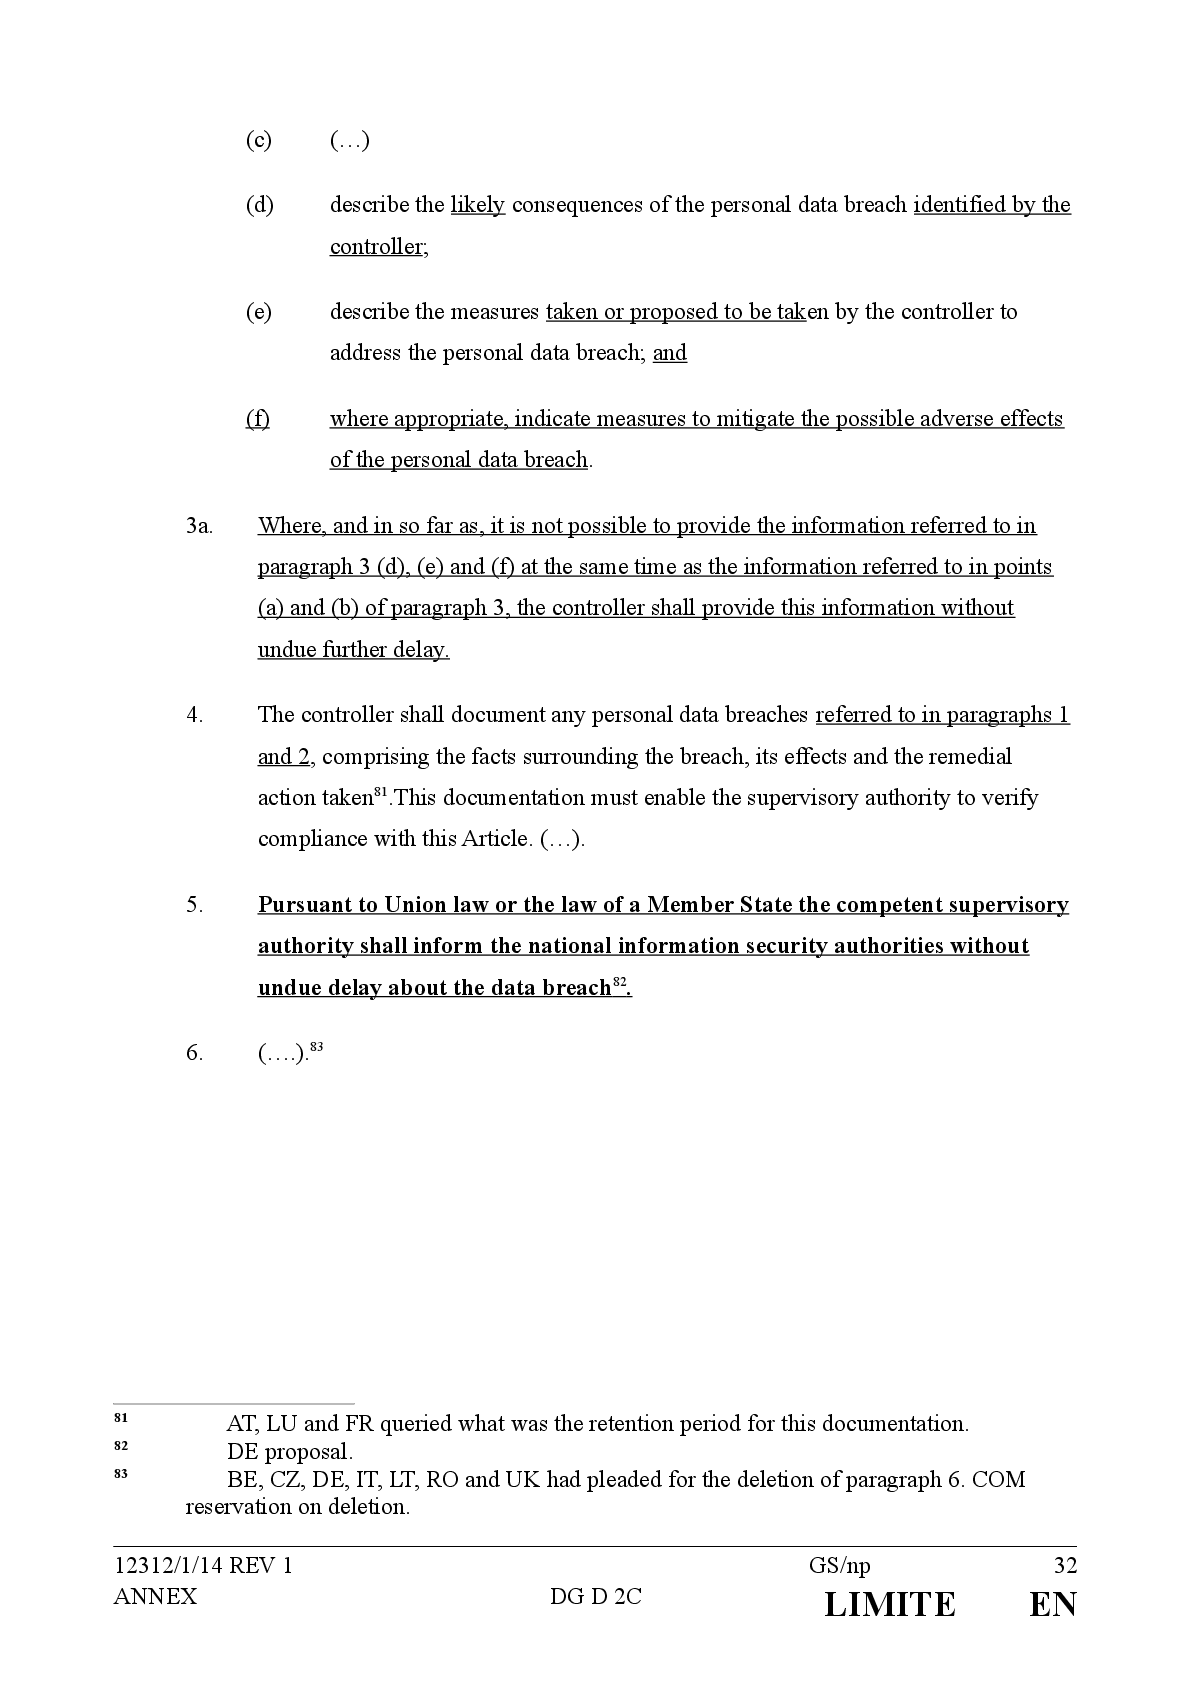 (c) (…)
(d) describe the likely consequences of the personal data breach identified by the
controller;
(e) describe the measures taken or proposed to be taken by the controller to
address the personal data breach; and
(f) where appropriate, indicate measures to mitigate the possible adverse effects
of the personal data breach.
3a. Where, and in so far as, it is not possible to provide the information referred to in
paragraph 3 (d), (e) and (f) at the same time as the information referred to in points
(a) and (b) of paragraph 3, the controller shall provide this information without
undue further delay.
4. The controller shall document any personal data breaches referred to in paragraphs 1
and 2, comprising the facts surrounding the breach, its effects and the remedial
action taken81.This documentation must enable the supervisory authority to verify
compliance with this Article. (…).
5. Pursuant to Union law or the law of a Member State the competent supervisory
authority shall inform the national information security authorities without
undue delay about the data breach82.
6. (….).83
81 AT, LU and FR queried what was the retention period for this documentation.
82 DE proposal.
83 BE, CZ, DE, IT, LT, RO and UK had pleaded for the deletion of paragraph 6. COM
reservation on deletion.
12312/1/14 REV 1 GS/np 32
ANNEX DG D 2C LIMITE EN